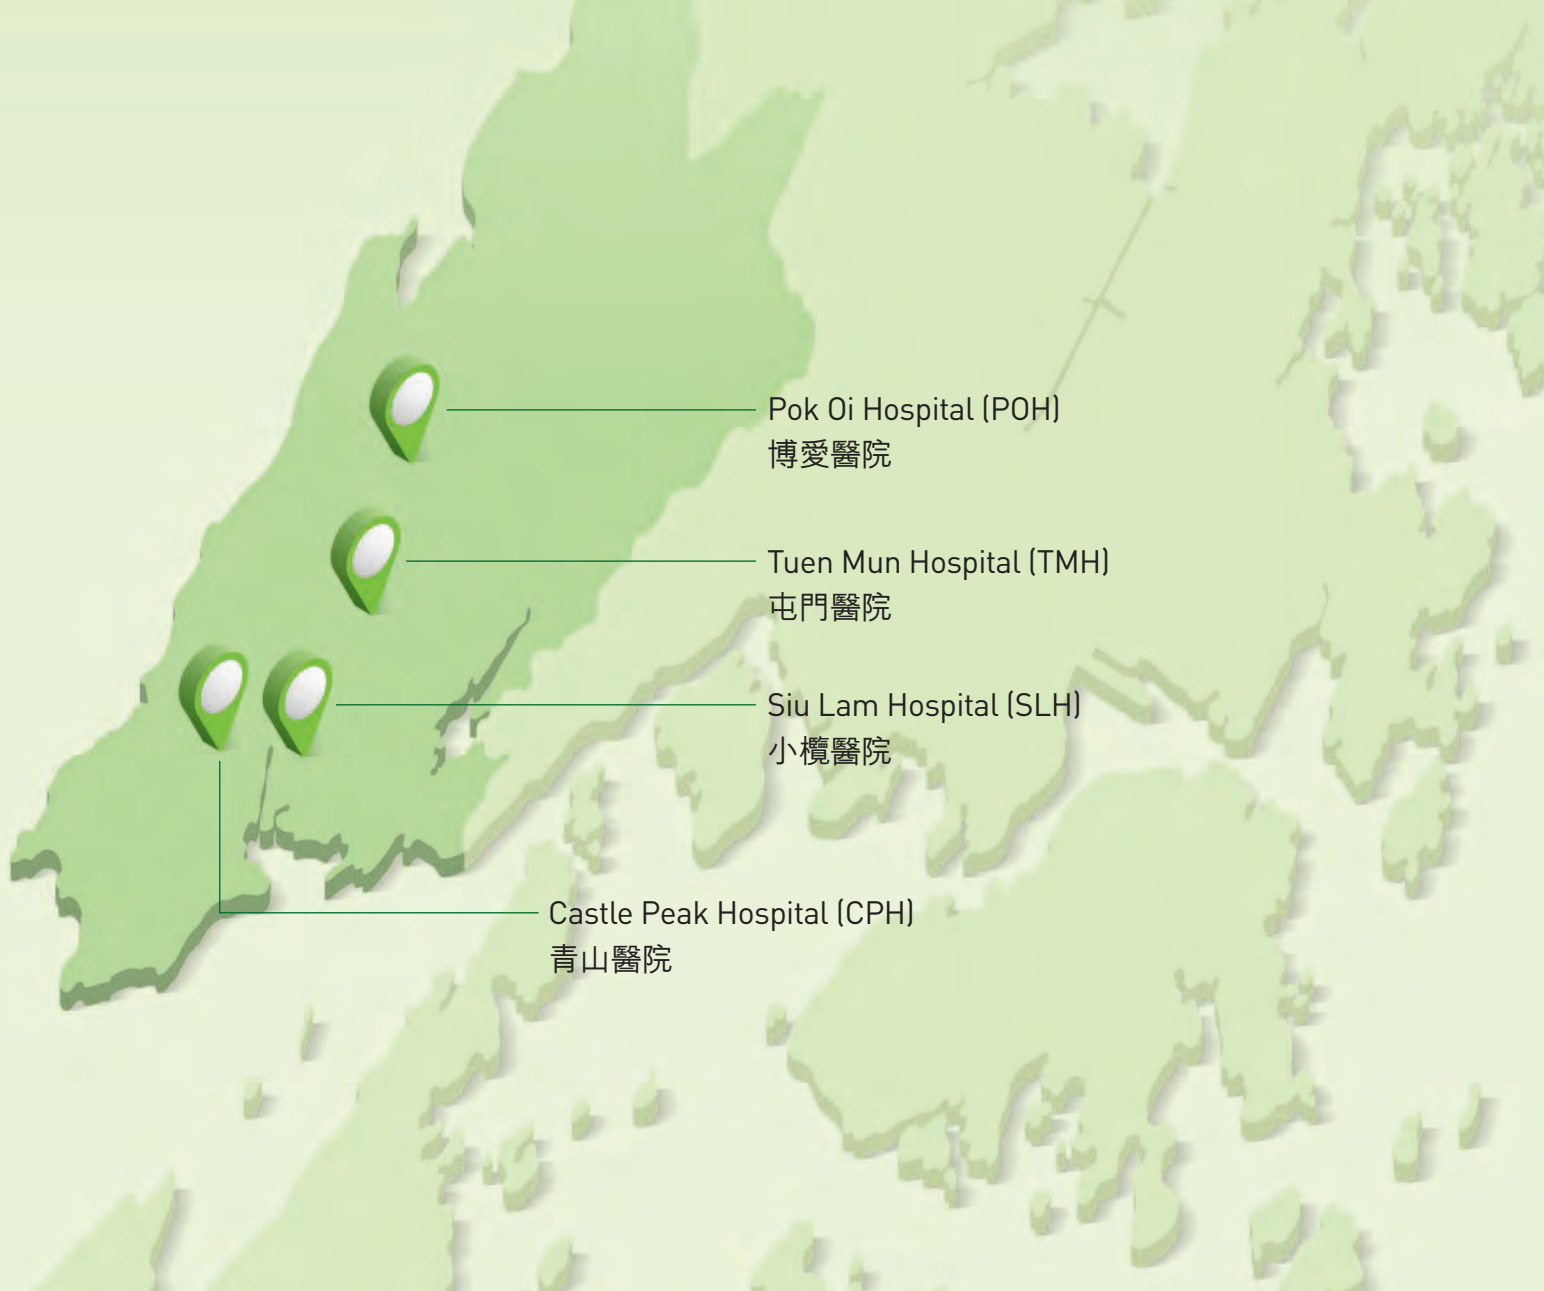 Pok Oi Hospital (POH)
博愛醫院
Tuen Mun Hospital (TMH)
屯門醫院
Siu Lam Hospital (SLH)
小欖醫院
Castle Peak Hospital (CPH)
青山醫院